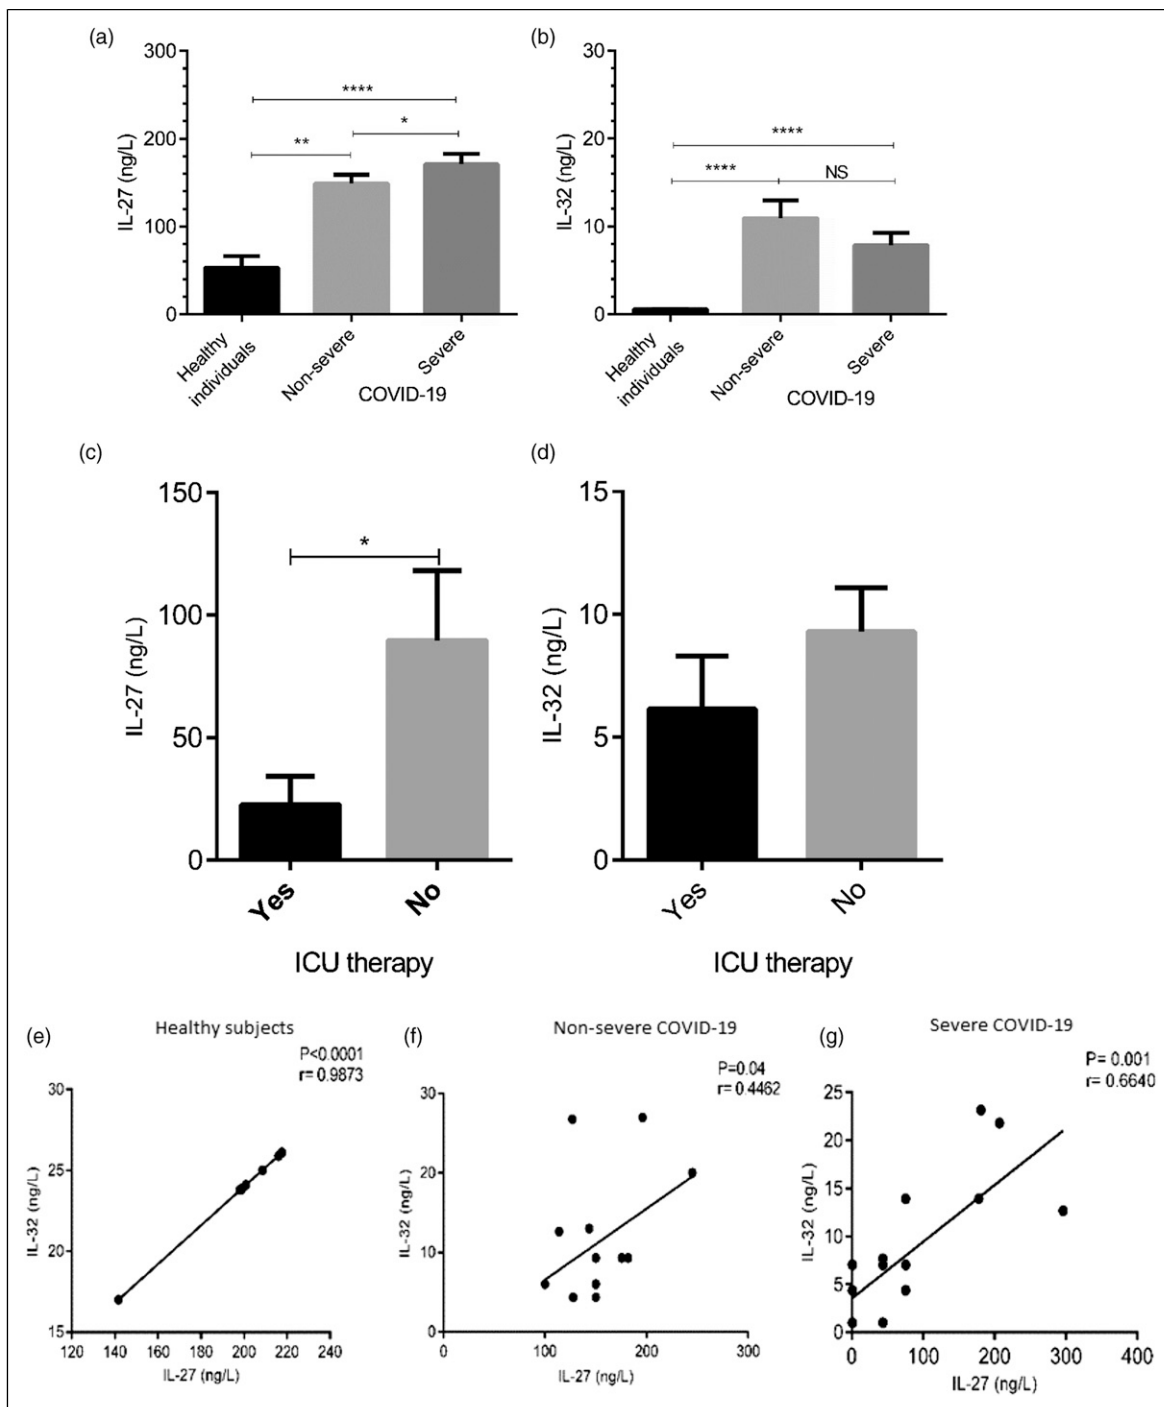 (a)
300
200
100
0
IL-27 (ng/L)
****
**
*
Healthy
individuals
Non-severe
Severe
COVID-19
(b)
30
20
10
0
IL-32 (ng/L)
****
****
NS
Healthy
individuals
Non-severe
Severe
COVID-19
(c)
150
100
50
0
IL-27 (ng/L)
*
Yes
No
ICU therapy
(d)
15
10
5
0
IL-32 (ng/L)
Yes
No
ICU therapy
(e)
Healthy subjects
P<0.0001
r= 0.9873
30
25
20
15
IL-32 (ng/L)
120 140 160 180 200 220 240
IL-27 (ng/L)
(f)
Non-severe COVID-19
P=0.04
r= 0.4462
30
20
10
0
IL-32 (ng/L)
0 100 200 300
IL-27 (ng/L)
(g)
Severe COVID-19
P= 0.001
r= 0.6640
25
20
15
10
5
0
IL-32 (ng/L)
0 100 200 300 400
IL-27 (ng/L)